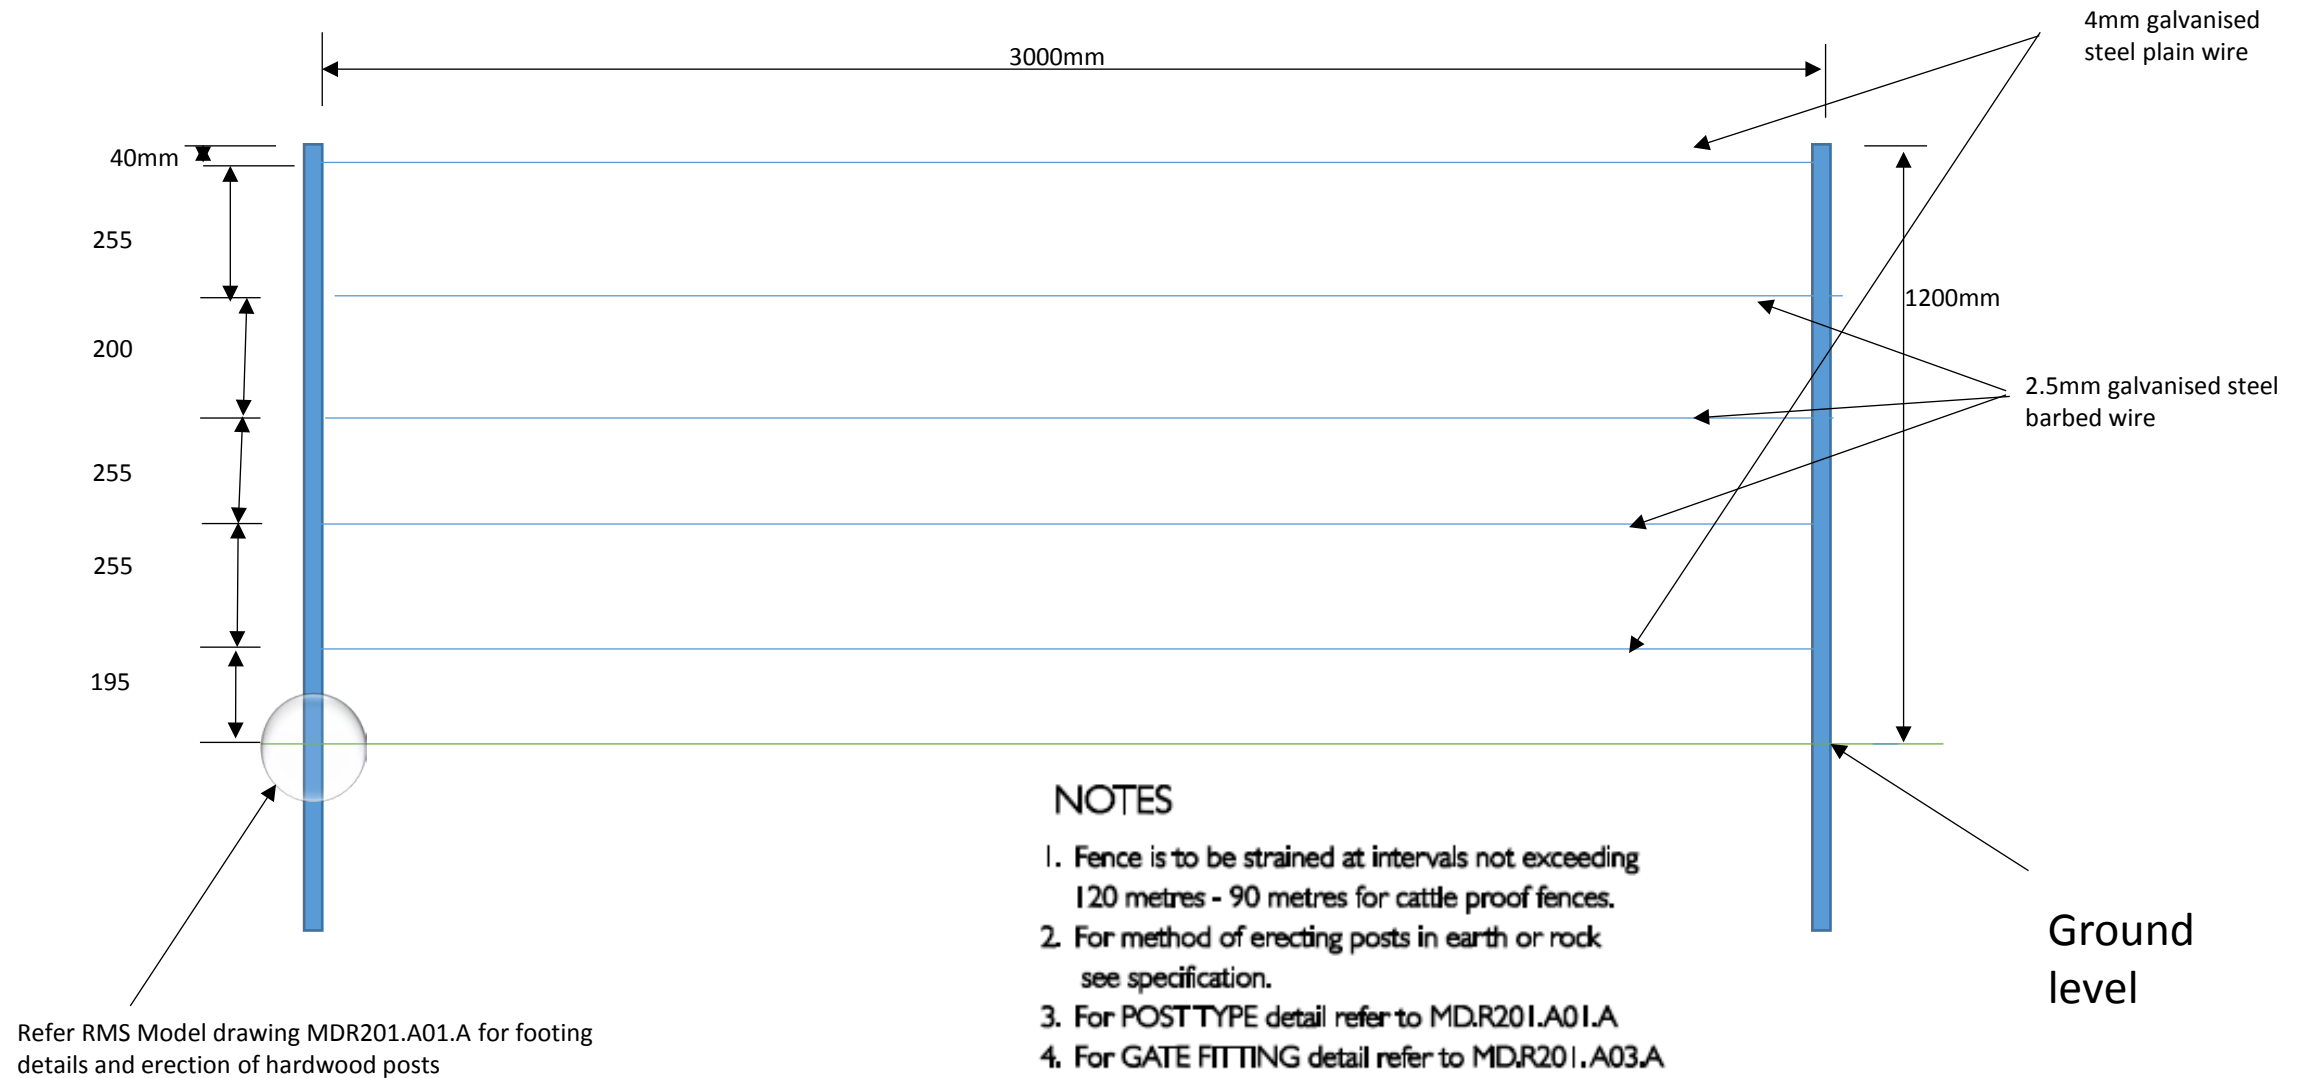 4mm galvanised
steel plain wire
3000mm
40mm
255
1200mm
200
2.5mm galvanised steel
barbed wire
255
255
195
NOTES
1. Fence is to be strained at intervals not exceeding
120 metres - 90 metres for cattle proof fences.
2. For method of erecting posts in earth or rock
see specification.
3. For POST TYPE detail refer to MD.R201.A01.A
4. For GATE FITTING detail refer to MD.R201.A03.A
Ground
level
Refer RMS Model drawing MDR201.A01.A for footing
details and erection of hardwood posts